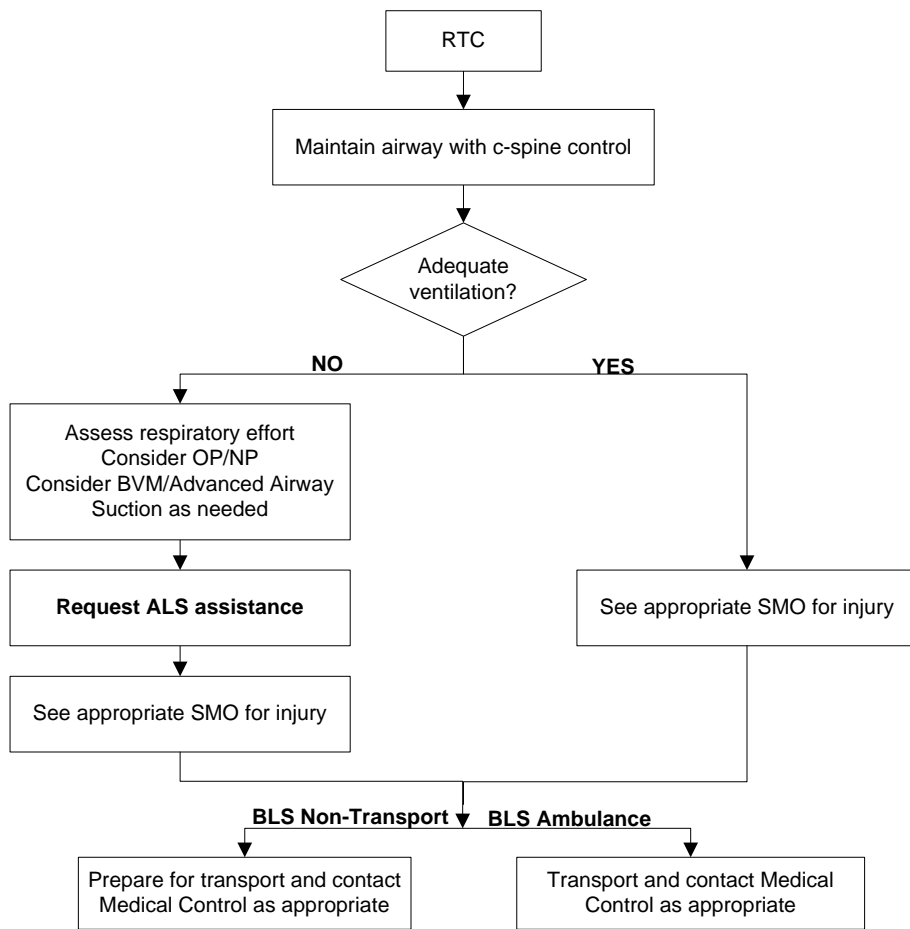 RTC
Maintain airway with c-spine control
Adequate
ventilation?
NO
YES
Assess respiratory effort
Consider OP/NP
Consider BVM/Advanced Airway
Suction as needed
Request ALS assistance
See appropriate SMO for injury
See appropriate SMO for injury
BLS Non-Transport
BLS Ambulance
Prepare for transport and contact
Medical Control as appropriate
Transport and contact Medical
Control as appropriate